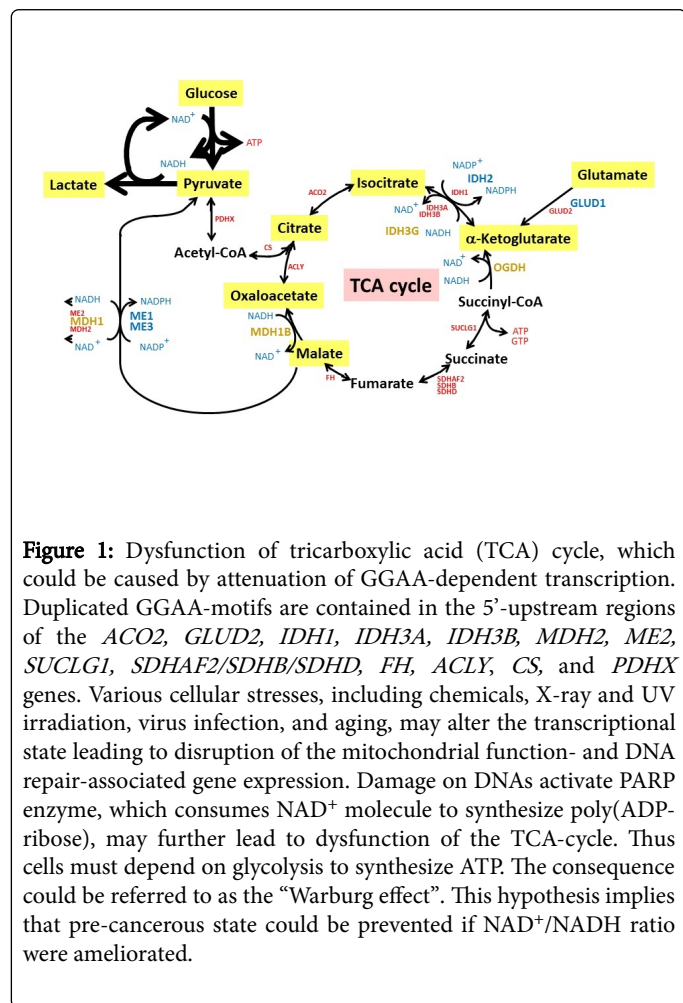 Glucose
NAD+
ATP
NADH
Lactate
Pyruvate
PDHX
Acetyl-CoA
CS
Citrate
ACO2
Isocitrate
NADP+
IDH2
IDH1
NADPH
NAD+
IDH3A
IDH3B
IDH3G
NADH
Glutamate
GLUD2
GLUD1
α-Ketoglutarate
ACLY
Oxaloacetate
TCA cycle
NAD+
OGDH
NADH
Succinyl-CoA
NADH
ME2
MDH1
MDH2
NAD+
NADPH
ME1
ME3
NADP+
NADH
MDH1B
NAD+
Malate
SUCLG1
ATP
GTP
Succinate
FH
Fumarate
SDHAF2
SDHB
SDHD
Figure 1: Dysfunction of tricarboxylic acid (TCA) cycle, which
could be caused by attenuation of GGAA-dependent transcription.
Duplicated GGAA-motifs are contained in the 5’-upstream regions
of the ACO2, GLUD2, IDH1, IDH3A, IDH3B, MDH2, ME2,
SUCLG1, SDHAF2/SDHB/SDHD, FH, ACLY, CS, and PDHX
genes. Various cellular stresses, including chemicals, X-ray and UV
irradiation, virus infection, and aging, may alter the transcriptional
state leading to disruption of the mitochondrial function- and DNA
repair-associated gene expression. Damage on DNAs activate PARP
enzyme, which consumes NAD+ molecule to synthesize poly(ADP-
ribose), may further lead to dysfunction of the TCA-cycle. Thus
cells must depend on glycolysis to synthesize ATP. The consequence
could be referred to as the “Warburg effect”. This hypothesis implies
that pre-cancerous state could be prevented if NAD+/NADH ratio
were ameliorated.